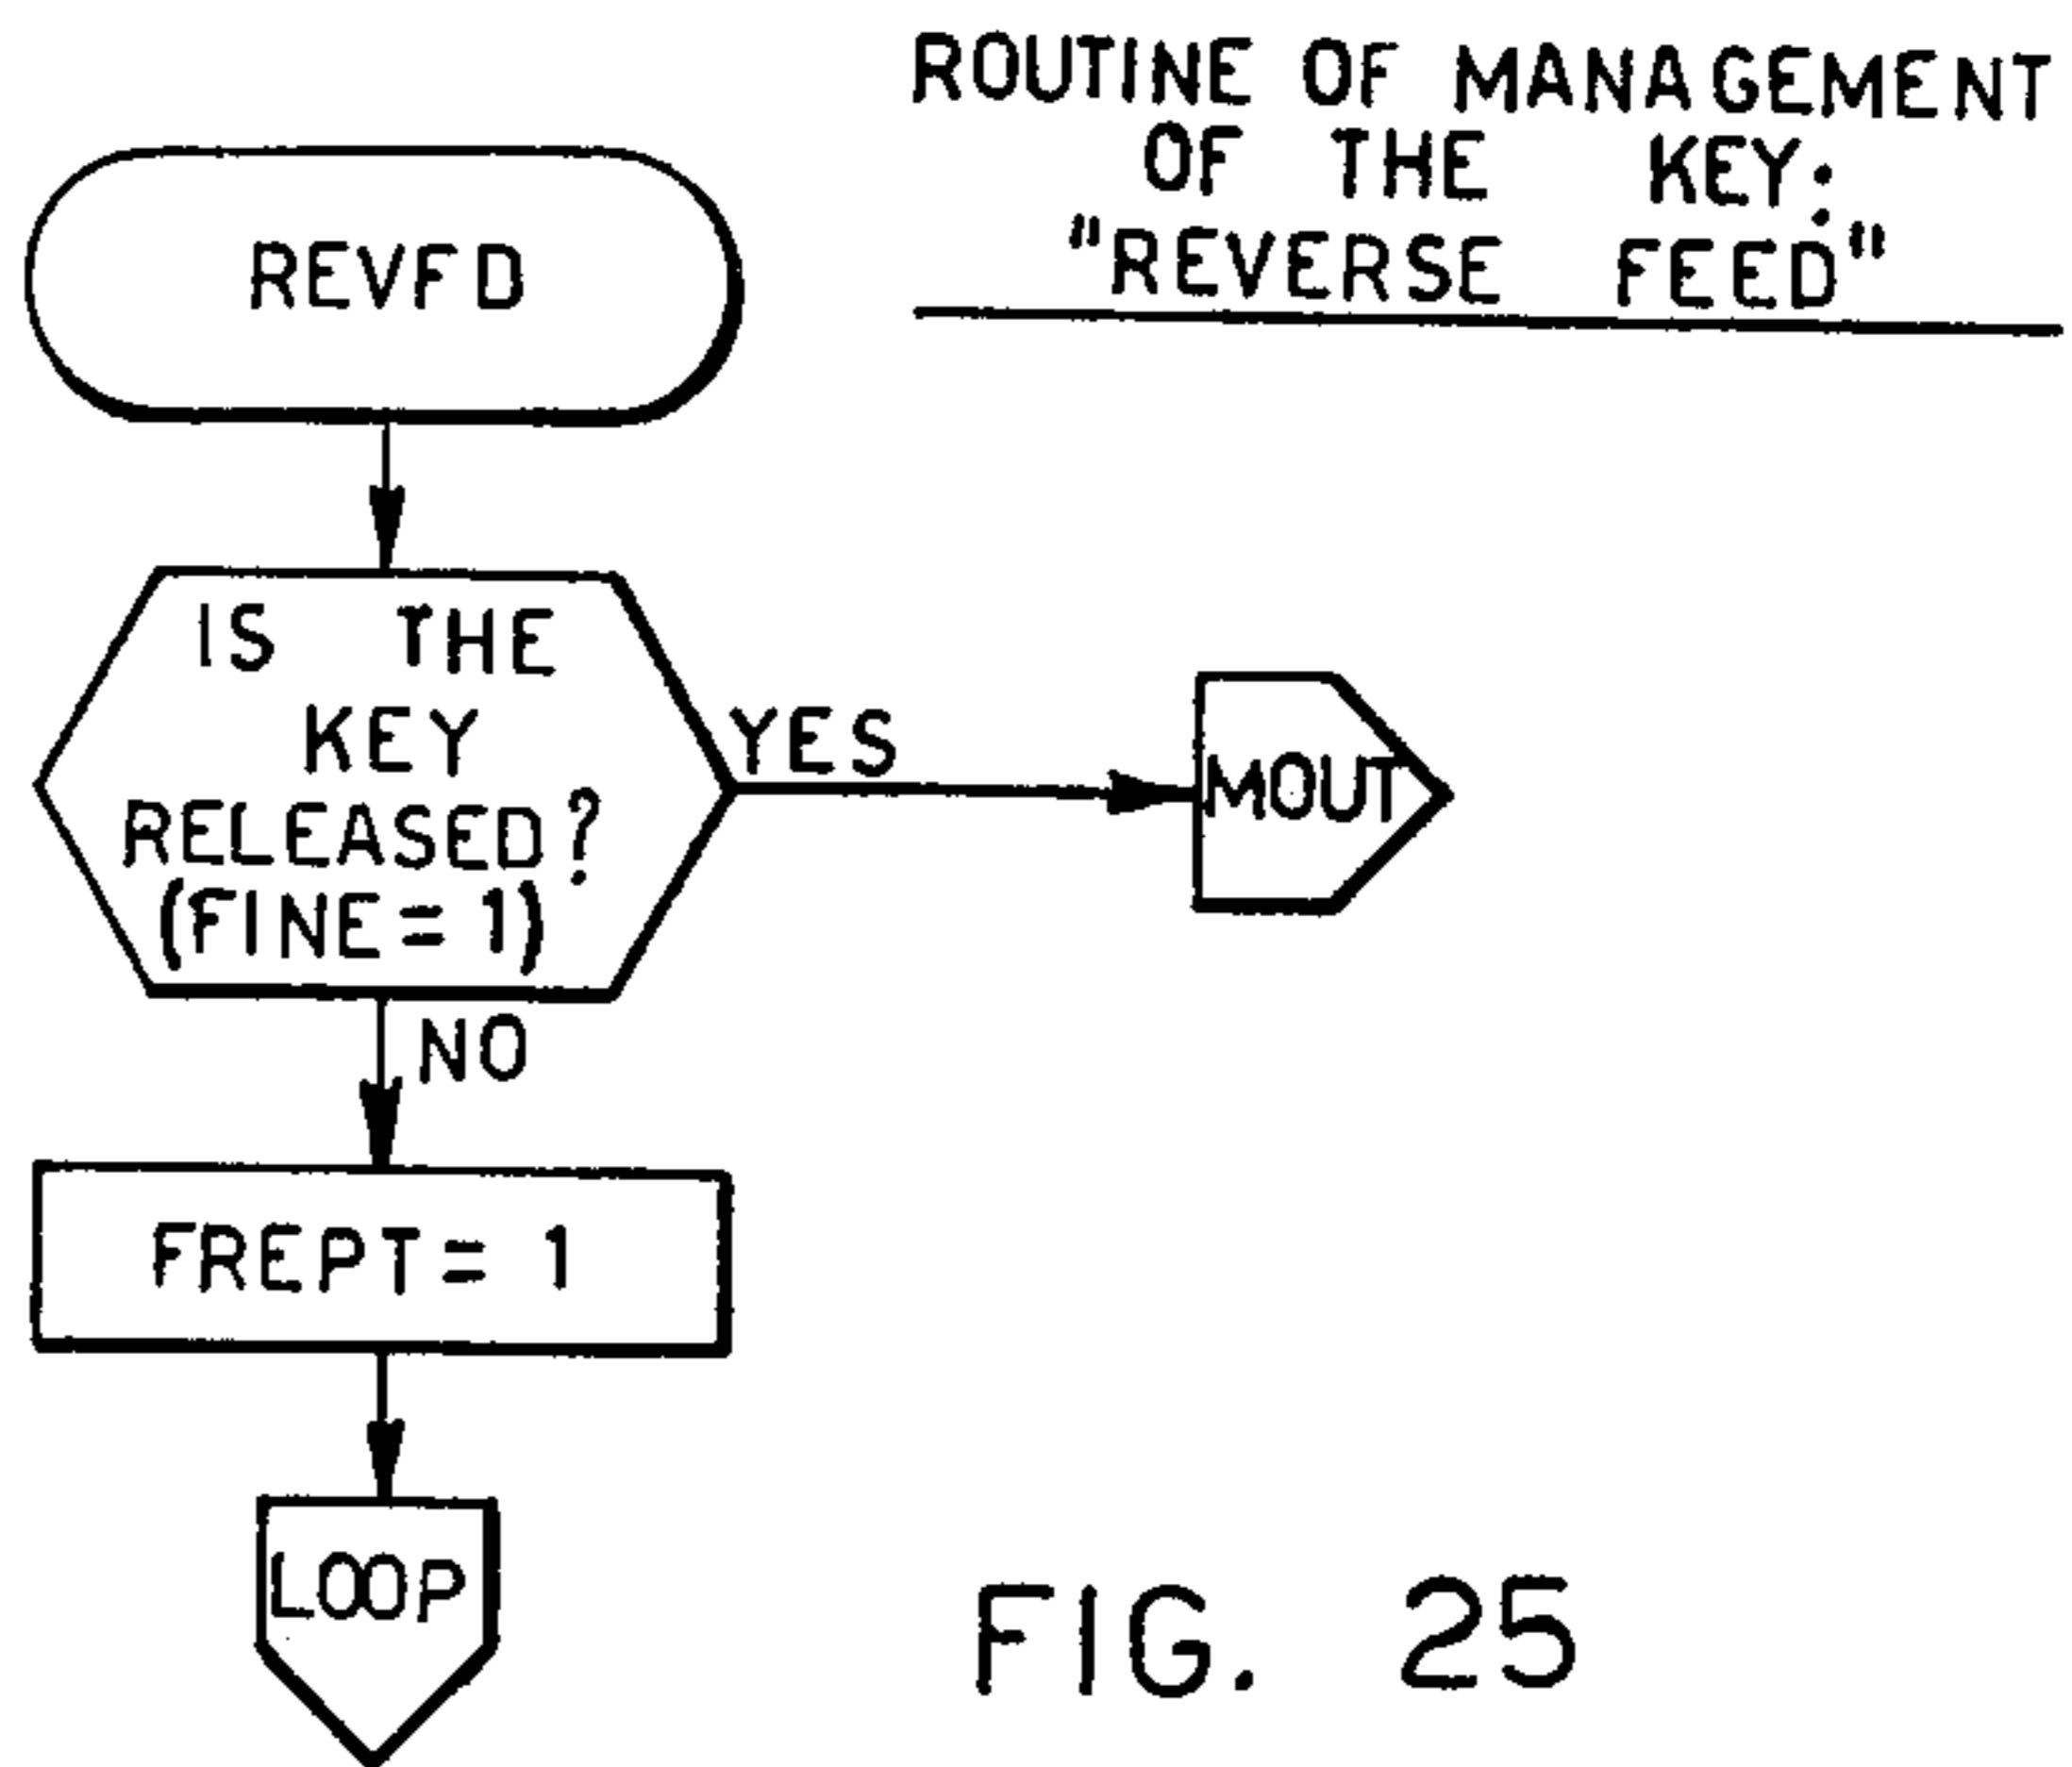 ROUTINE OF MANAGEMENT
OF THE KEY:
"REVERSE FEED"
REVFD
IS THE
KEY
RELEASED?
(FINE=1)
YES
MOUT
NO
FREPT=1
LOOP
FIG. 25